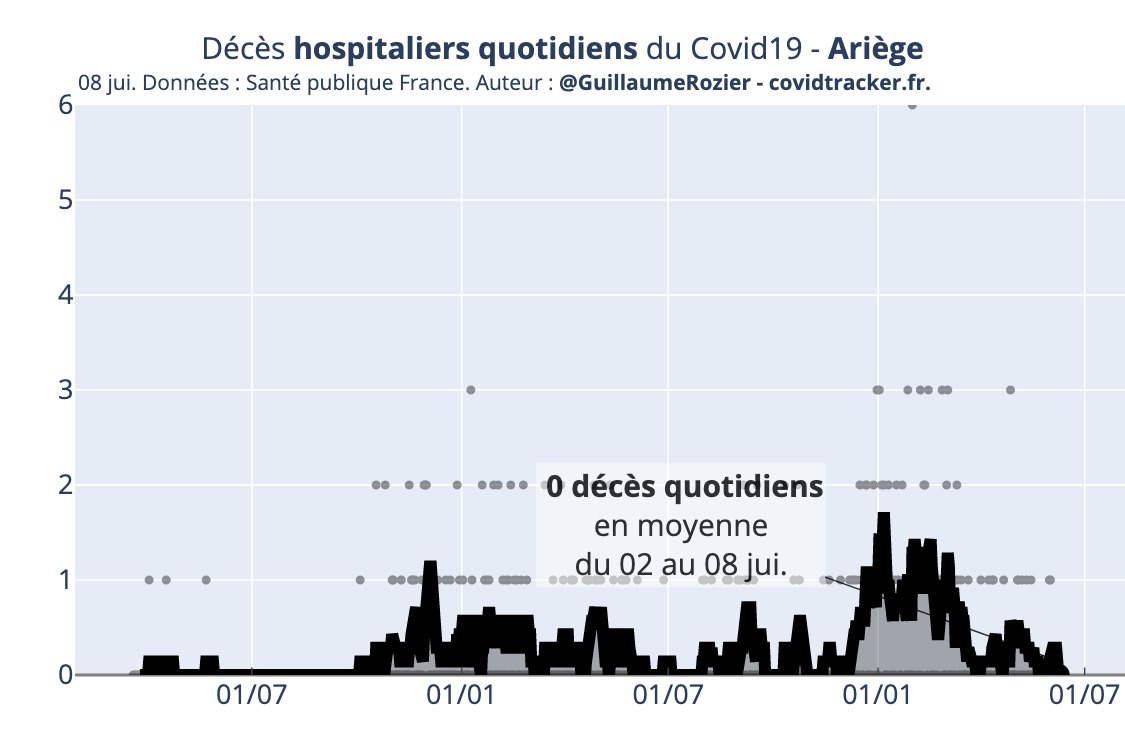 Décès hospitaliers quotidiens du Covid19 - Ariège
08 jui. Données : Santé publique France. Auteur : @GuillaumeRozier - covidtracker.fr.
6
5
4
3
2
1
0
0 décès quotidiens
en moyenne
du 02 au 08 jui.
01/07 01/01 01/07 01/01 01/07